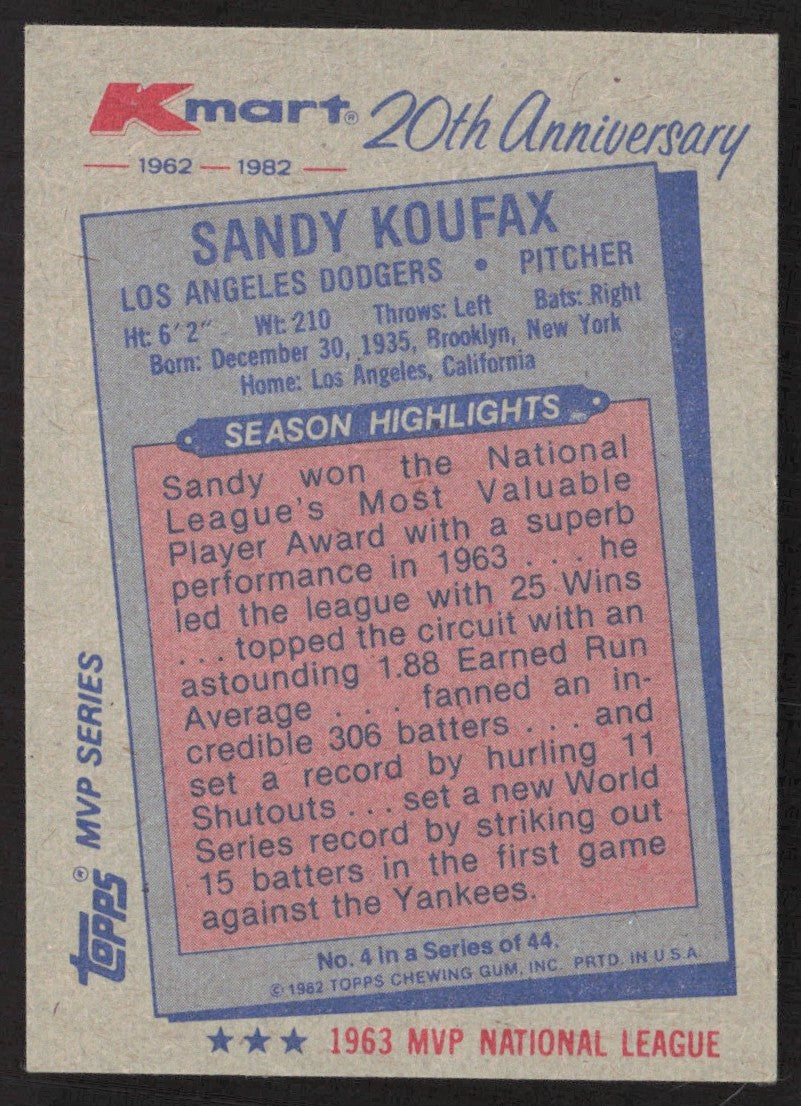 Kmart® 20th Anniversary
— 1962 — 1982 —
SANDY KOUFAX
LOS ANGELES DODGERS • PITCHER
Ht: 6'2" Wt: 210 Throws: Left Bats: Right
Born: December 30, 1935, Brooklyn, New York
Home: Los Angeles, California
SEASON HIGHLIGHTS
Sandy won the National
League's Most Valuable
Player Award with a superb
performance in 1963 . . . he
led the league with 25 Wins
. . . topped the circuit with an
astounding 1.88 Earned Run
Average . . . fanned an in-
credible 306 batters . . . and
set a record by hurling 11
Shutouts . . . set a new World
Series record by striking out
15 batters in the first game
against the Yankees.
No. 4 in a Series of 44.
© 1982 TOPPS CHEWING GUM, INC. PRTD. IN U.S.A.
TOPPS® MVP SERIES
★★★ 1963 MVP NATIONAL LEAGUE